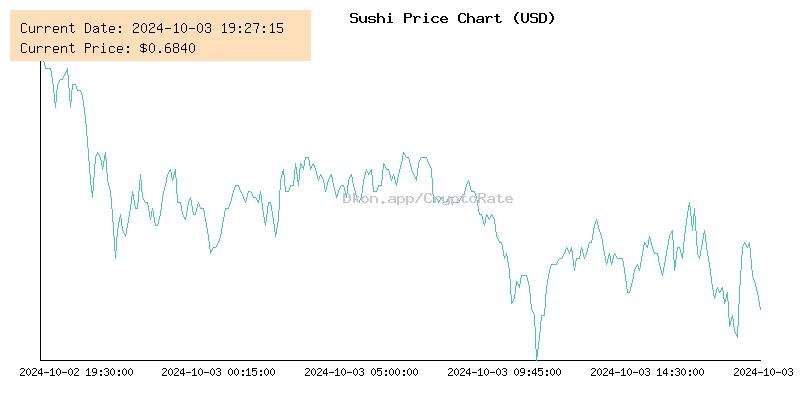 Sushi Price Chart (USD)
Current Date: 2024-10-03 19:27:15
Current Price: $0.6840
Dkon.app/CryptoRate
2024-10-02 19:30:00 2024-10-03 00:15:00 2024-10-03 05:00:00 2024-10-03 09:45:00 2024-10-03 14:30:00 2024-10-03